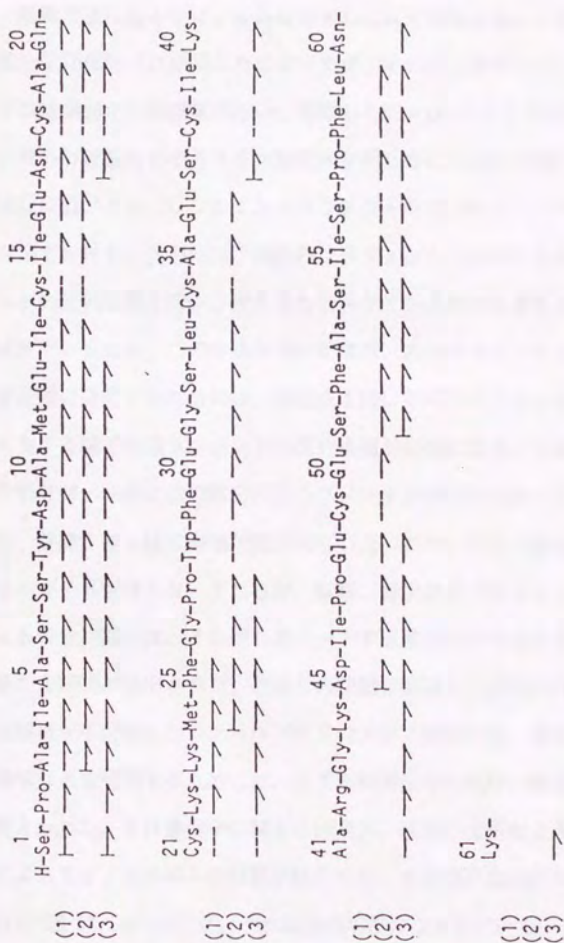 1 5 10 15 20
H-Ser-Pro-Ala-Ile-Ala-Ser-Ser-Tyr-Asp-Ala-Met-Glu-Ile-Cys-Ile-Glu-Asn-Cys-Ala-Gln-
(1)
(2)
(3)
21 25 30 35 40
Cys-Lys-Lys-Met-Phe-Gly-Pro-Trp-Phe-Glu-Gly-Ser-Leu-Cys-Ala-Glu-Ser-Cys-Ile-Lys-
(1)
(2)
(3)
41 45 50 55 60
Ala-Arg-Gly-Lys-Asp-Ile-Pro-Glu-Cys-Glu-Ser-Phe-Ala-Ser-Ile-Ser-Pro-Phe-Leu-Asn-
(1)
(2)
(3)
61
Lys
(1)
(2)
(3)